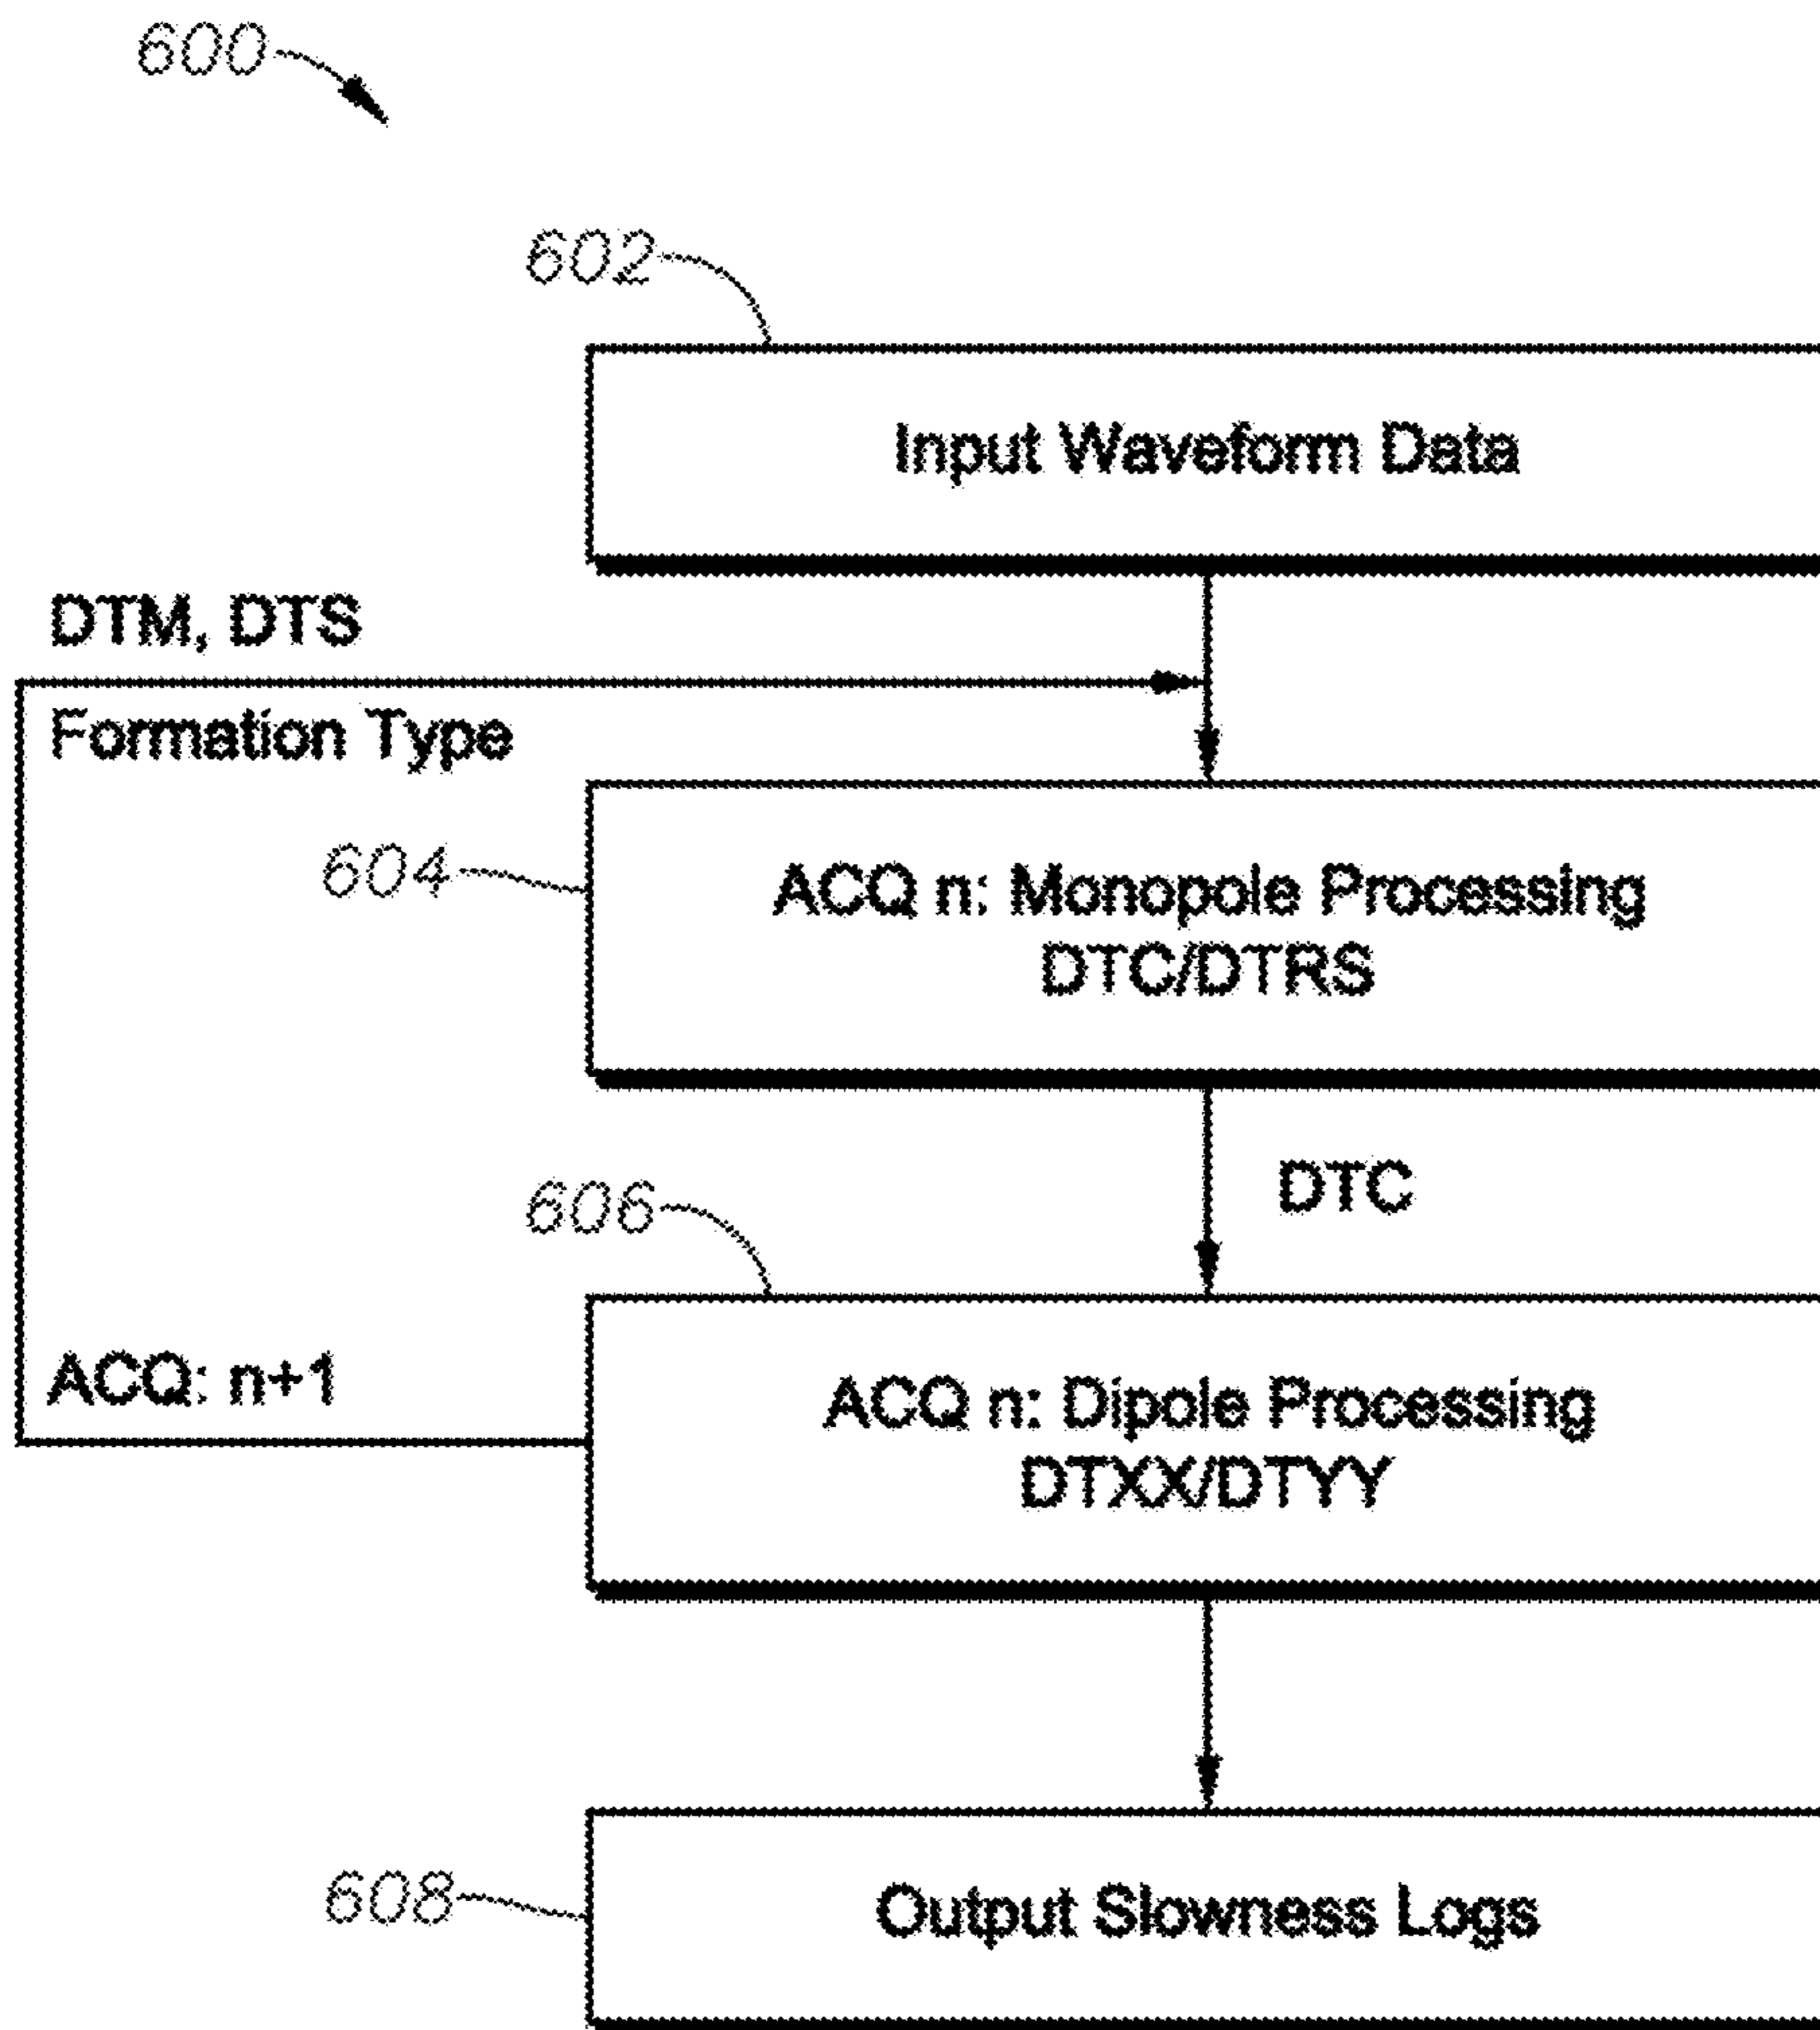 600
602
Input Waveform Data
DTM, DTS
Formation Type
604
ACQ n: Monopole Processing
DTC/DTRS
DTC
606
ACQ: n+1
ACQ n: Dipole Processing
DTXX/DTYY
608
Output Slowness Logs